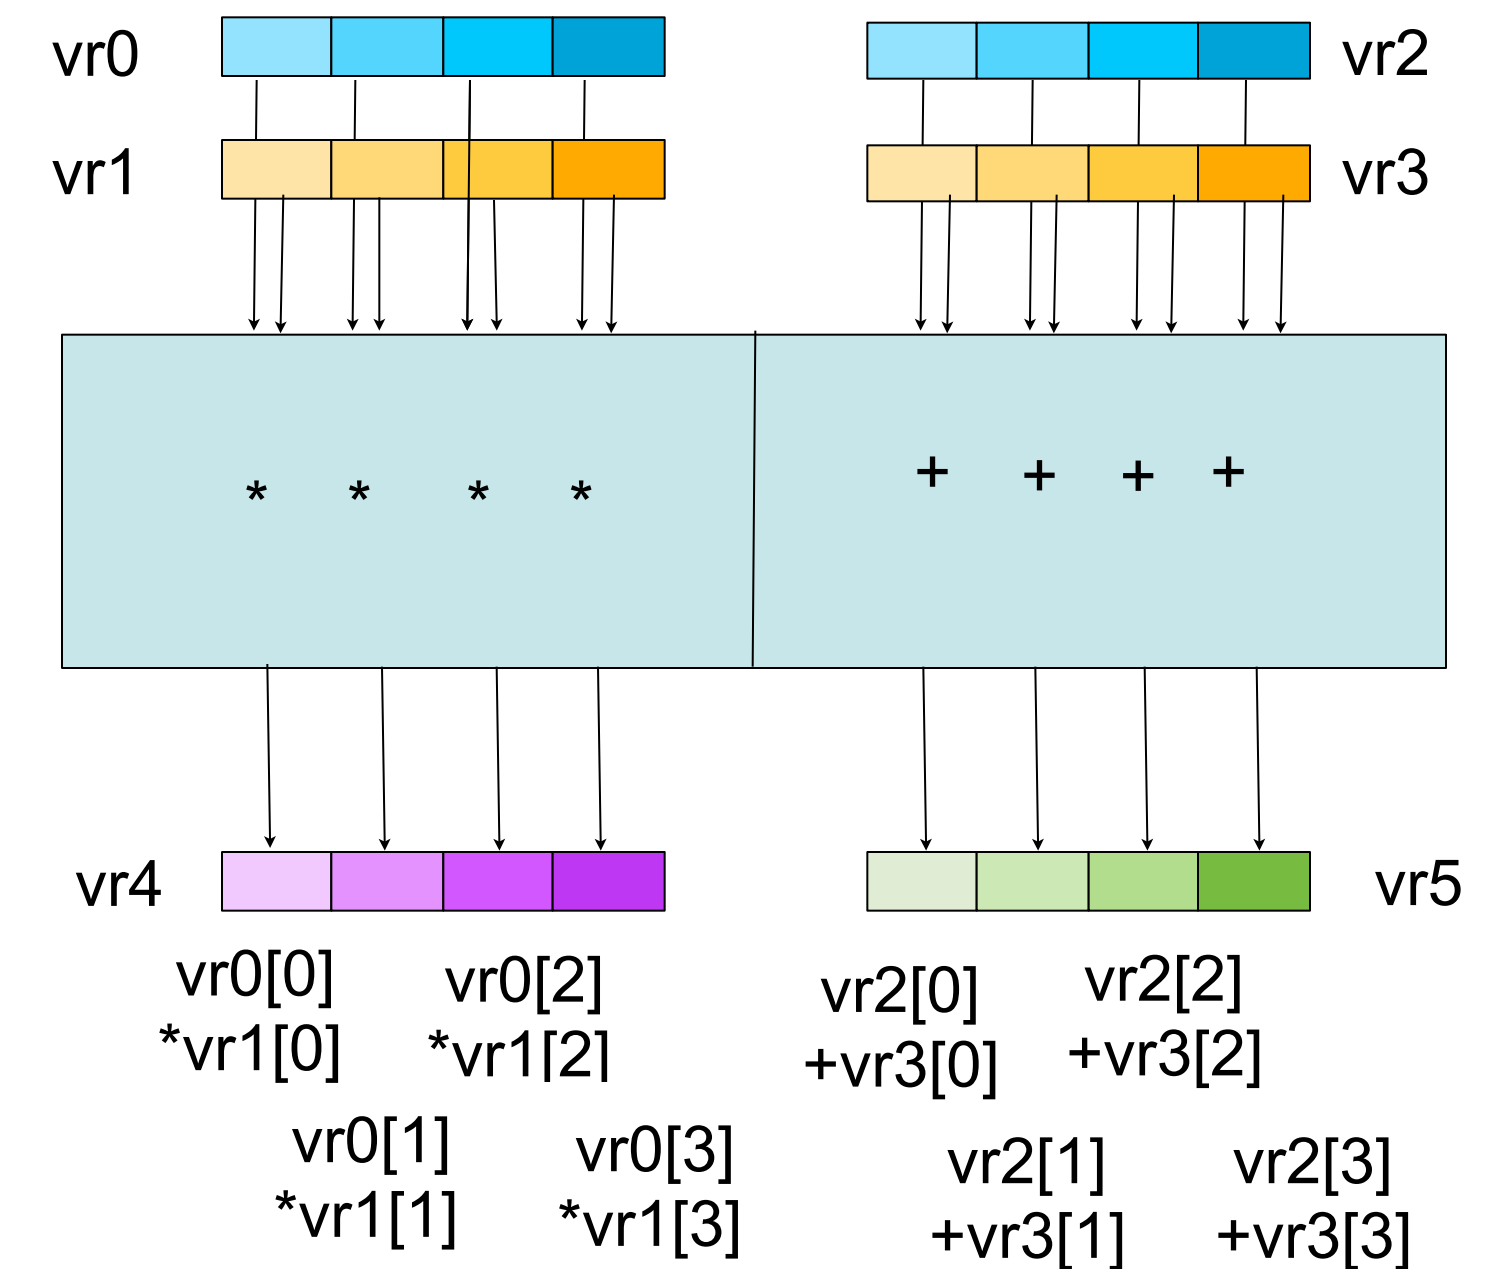 vr0
vr2
vr1
vr3
* * * *
+ + + +
vr4
vr5
vr0[0]
*vr1[0]
vr0[2]
*vr1[2]
vr2[0]
+vr3[0]
vr2[2]
+vr3[2]
vr0[1]
*vr1[1]
vr0[3]
*vr1[3]
vr2[1]
+vr3[1]
vr2[3]
+vr3[3]